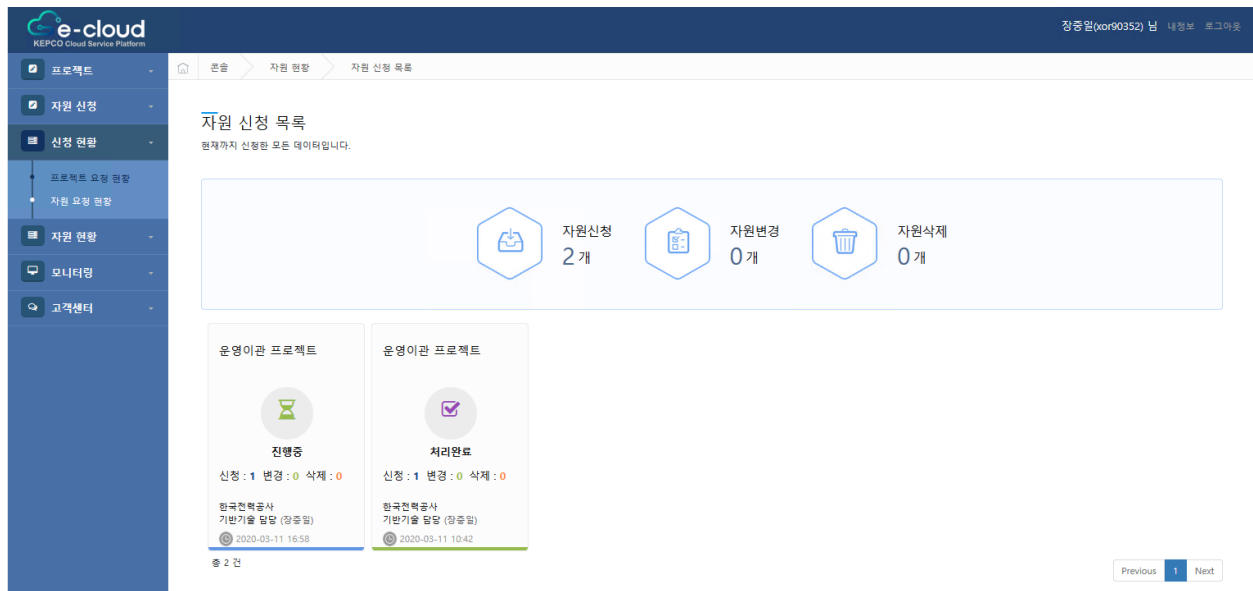 e-cloud
KEPCO Cloud Service Platform
장중일(xor90352) 님 내정보 로그아웃
프로젝트
자원 신청
신청 현황
프로젝트 요청 현황
자원 요청 현황
자원 현황
모니터링
고객센터
콘솔 자원 현황 자원 신청 목록
자원 신청 목록
현재까지 신청한 모든 데이터입니다.
자원신청
2 개
자원변경
0 개
자원삭제
0 개
운영이관 프로젝트
진행중
신청 : 1 변경 : 0 삭제 : 0
한국전력공사
기반기술 담당 (장중일)
2020-03-11 16:58
운영이관 프로젝트
처리완료
신청 : 1 변경 : 0 삭제 : 0
한국전력공사
기반기술 담당 (장중일)
2020-03-11 10:42
총 2 건
Previous 1 Next